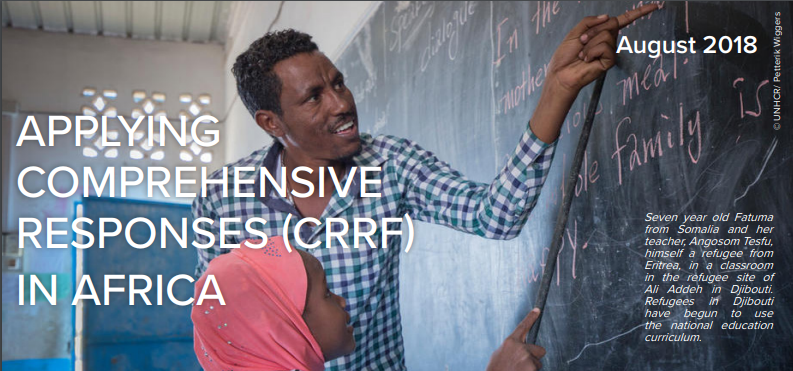 August 2018
© UNHCR/ Petterik Wiggers
APPLYING
COMPREHENSIVE
RESPONSES (CRRF)
IN AFRICA
Seven year old Fatuma
from Somalia and her
teacher, Angosom Tesfu,
himself a refugee from
Eritrea, in a classroom
in the refugee site of
Ali Addeh in Djibouti.
Refugees in Djibouti
have begun to use
the national education
curriculum.
in the
mother
meal.
family is